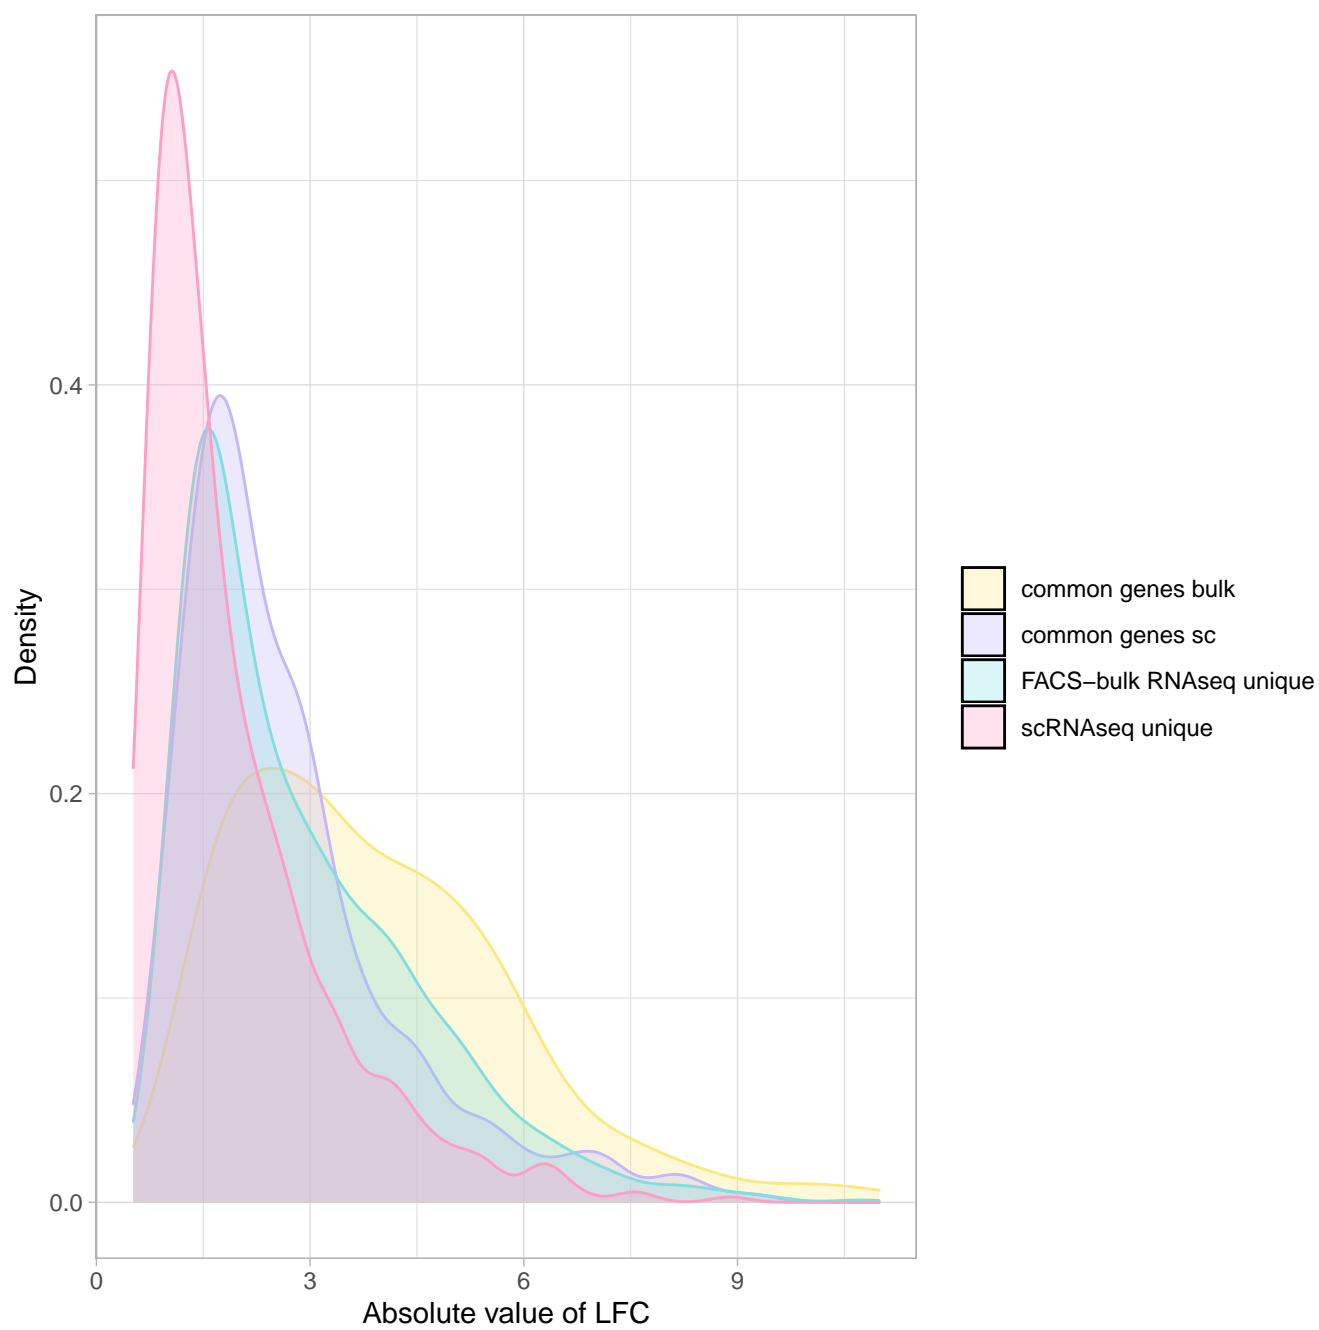 Density
0.4
0.2
0.0
0
3
6
9
Absolute value of LFC
common genes bulk
common genes sc
FACS−bulk RNAseq unique
scRNAseq unique